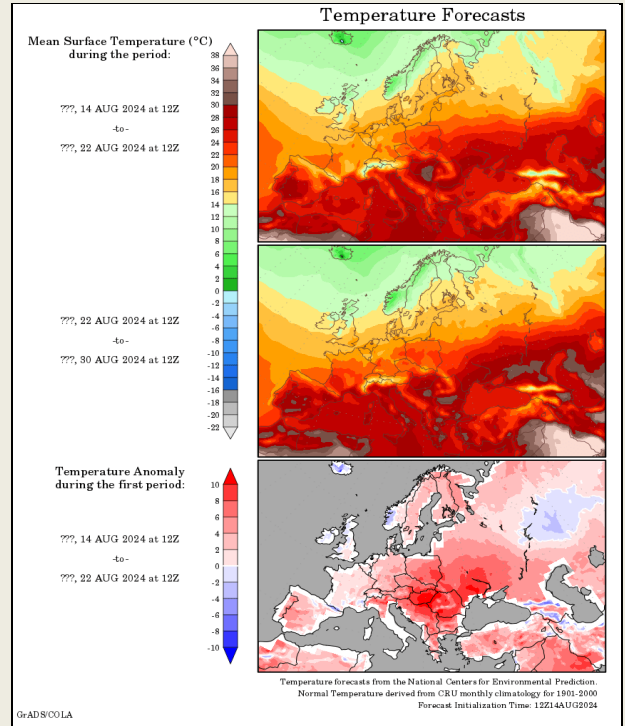 Temperature Forecasts
Mean Surface Temperature (°C)
during the period:
???, 14 AUG 2024 at 12Z
-to-
???, 22 AUG 2024 at 12Z
38
36
34
32
30
28
26
24
22
20
18
16
14
12
10
8
6
4
2
0
-2
-4
-6
-8
-10
-12
-14
-16
-18
-20
-22
???, 22 AUG 2024 at 12Z
-to-
???, 30 AUG 2024 at 12Z
Temperature Anomaly
during the first period:
???, 14 AUG 2024 at 12Z
-to-
???, 22 AUG 2024 at 12Z
10
8
6
4
2
0
-2
-4
-6
-8
-10
Temperature forecasts from the National Centers for Environmental Prediction.
Normal Temperature derived from CRU monthly climatology for 1901-2000
Forecast Initialization Time: 12Z14AUG2024
GrADS/COLA